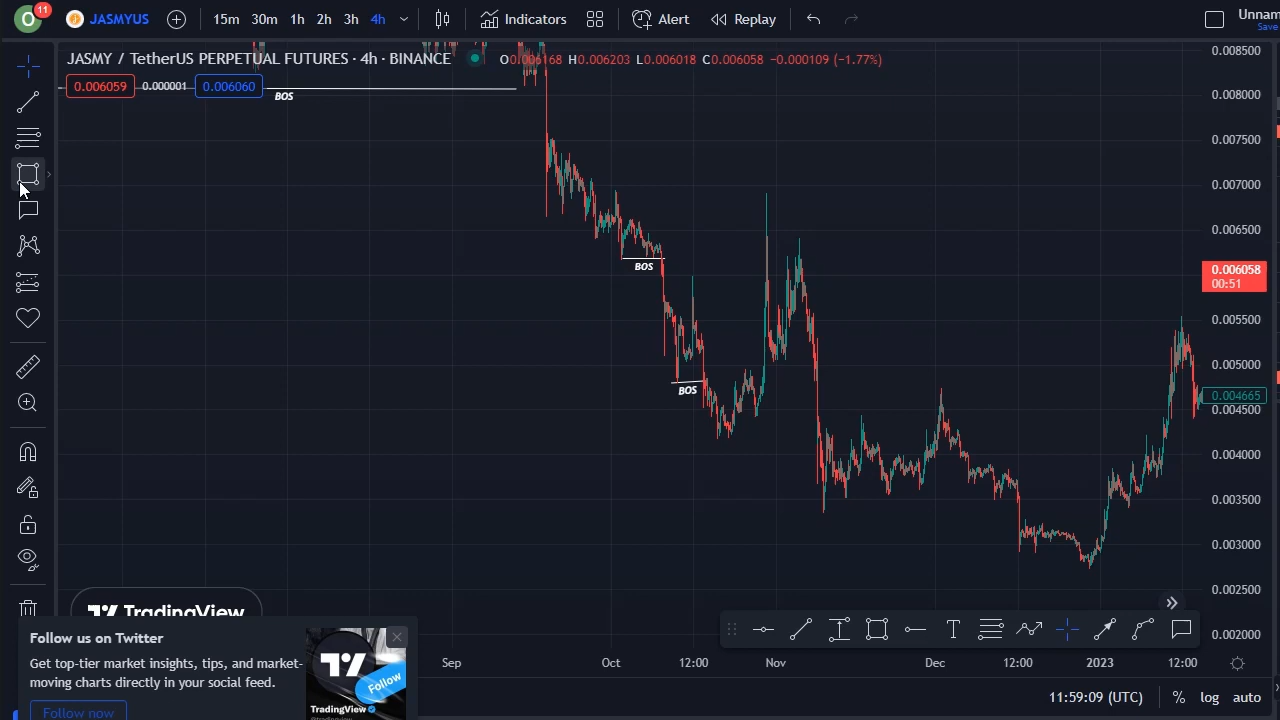 O
11
JASMYUS
15m 30m 1h 2h 3h 4h
Indicators
Alert
Replay
Unnam
Save
JASMY / TetherUS PERPETUAL FUTURES · 4h · BINANCE
O0.006168 H0.006203 L0.006018 C0.006058 −0.000109 (−1.77%)
0.006059
0.000001
0.006060
BOS
BOS
BOS
0.008500
0.008000
0.007500
0.007000
0.006500
0.006058
00:51
0.005500
0.005000
0.004665
0.004500
0.004000
0.003500
0.003000
0.002500
0.002000
TradingView
T
Follow us on Twitter
Get top-tier market insights, tips, and market-
moving charts directly in your social feed.
Follow now
Follow
TradingView
Sep Oct 12:00 Nov Dec 12:00 2023 12:00
11:59:09 (UTC) % log auto